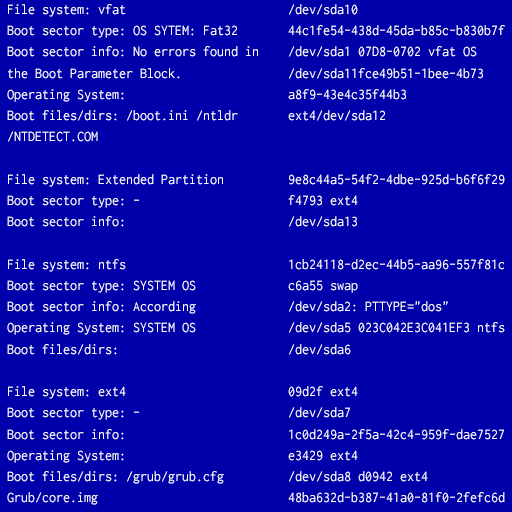 File system: vfat
Boot sector type: OS SYTEM: Fat32
Boot sector info: No errors found in
the Boot Parameter Block.
Operating System:
Boot files/dirs: /boot.ini /ntldr
/NTDETECT.COM
File system: Extended Partition
Boot sector type: -
Boot sector info:
File system: ntfs
Boot sector type: SYSTEM OS
Boot sector info: According
Operating System: SYSTEM OS
Boot files/dirs:
File system: ext4
Boot sector type: -
Boot sector info:
Operating System:
Boot files/dirs: /grub/grub.cfg
Grub/core.img
/dev/sda10
44c1fe54-438d-45da-b85c-b830b7f
/dev/sda1 07D8-0702 vfat OS
/dev/sda11fce49b51-1bee-4b73
a8f9-43e4c35f44b3
ext4/dev/sda12
9e8c44a5-54f2-4dbe-925d-b6f6f29
f4793 ext4
/dev/sda13
1cb24118-d2ec-44b5-aa96-557f81c
c6a55 swap
/dev/sda2: PTTYPE="dos"
/dev/sda5 023C042E3C041EF3 ntfs
/dev/sda6
09d2f ext4
/dev/sda7
1c0d249a-2f5a-42c4-959f-dae7527
e3429 ext4
/dev/sda8 d0942 ext4
48ba632d-b387-41a0-81f0-2fefc6d